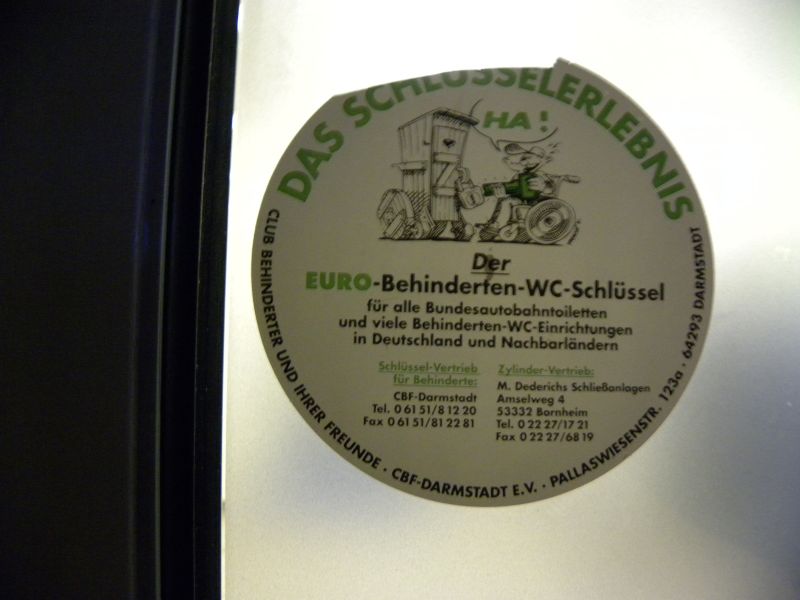 DAS SCHLÜSSELERLEBNIS
HA!
Der
EURO-Behinderten-WC-Schlüssel
für alle Bundesautobahntoiletten
und viele Behinderten-WC-Einrichtungen
in Deutschland und Nachbarländern
Schlüssel-Vertrieb
für Behinderte:
CBF-Darmstadt
Tel. 0 61 51/8 12 20
Fax 0 61 51/81 22 81
Zylinder-Vertrieb:
M. Dederichs Schließanlagen
Amselweg 4
53332 Bornheim
Tel. 0 22 27/17 21
Fax 0 22 27/68 19
CLUB BEHINDERTER UND IHRER FREUNDE · CBF-DARMSTADT E.V. · PALLASWIESENSTR. 123a · 64293 DARMSTADT